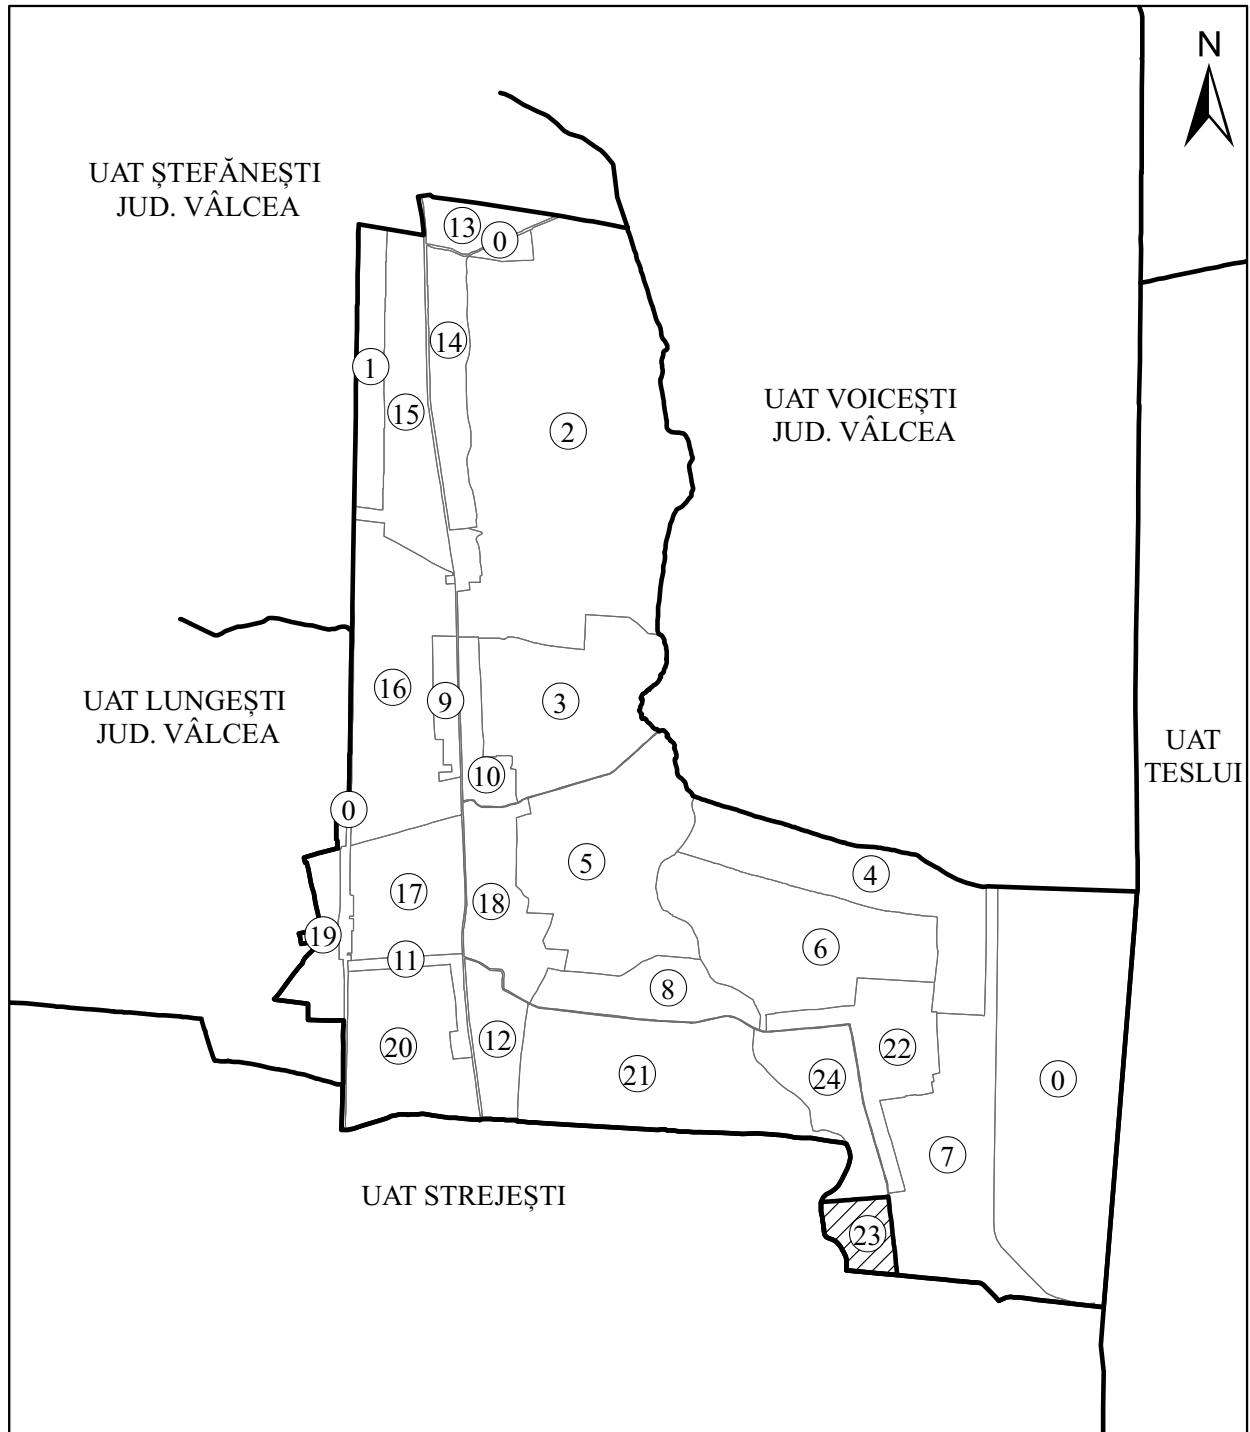 N
UAT ȘTEFĂNEȘTI
JUD. VÂLCEA
13
0
14
1
15
2
UAT VOICEȘTI
JUD. VÂLCEA
16
9
3
UAT LUNGEȘTI
JUD. VÂLCEA
UAT
TESLUI
10
0
5
4
17
18
19
6
11
8
20
12
22
21
24
0
7
UAT STREJEȘTI
23